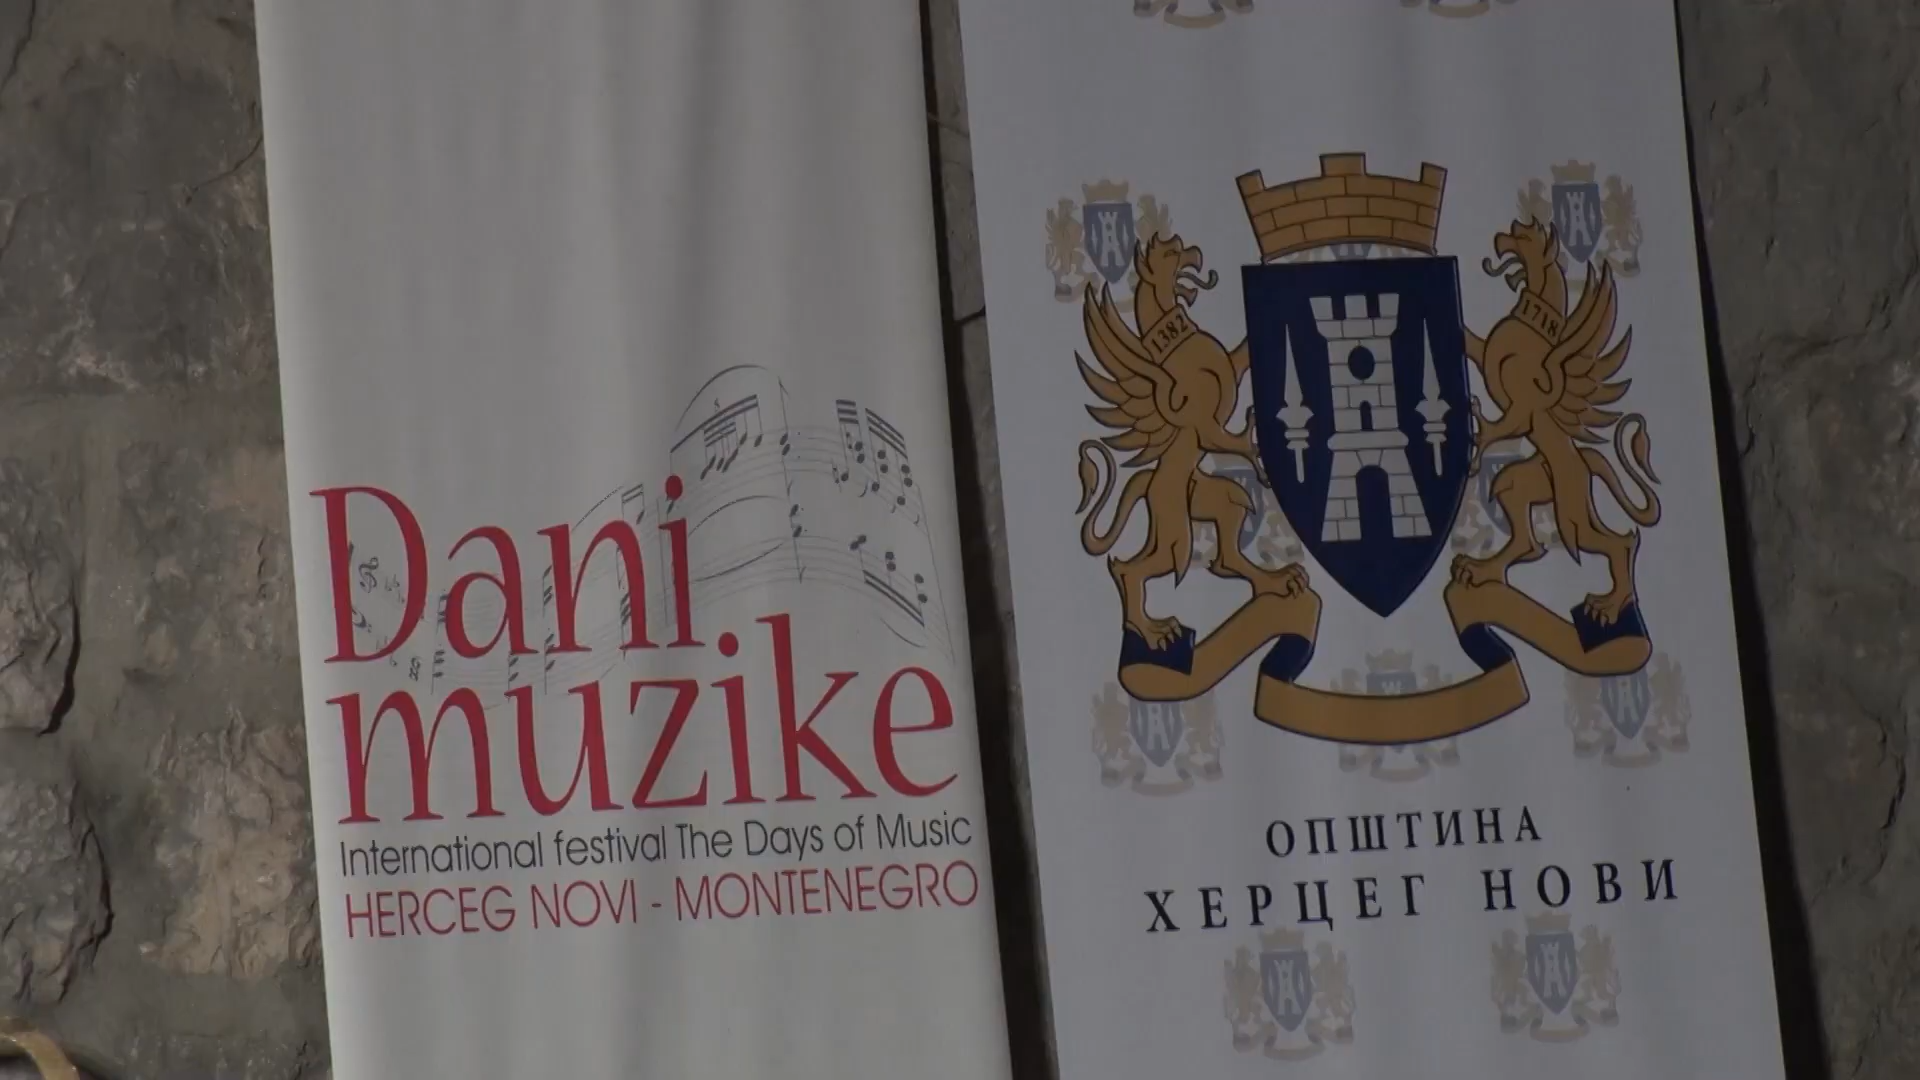 Dani
muzike
International festival The Days of Music
HERCEG NOVI - MONTENEGRO
1382
1718
ОПШТИНА
ХЕРЦЕГ НОВИ